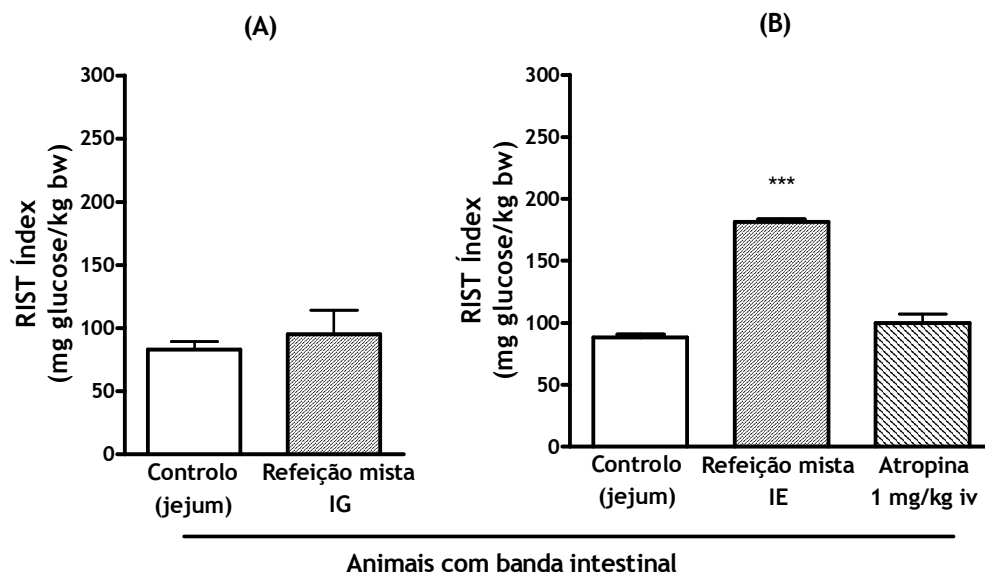 (A)
RIST Índex
(mg glucose/kg bw)
300
250
200
150
100
50
0
Controlo
(jejum)
Refeição mista
IG
(B)
RIST Índex
(mg glucose/kg bw)
300
250
200
150
100
50
0
***
Controlo
(jejum)
Refeição mista
IE
Atropina
1 mg/kg iv
Animais com banda intestinal